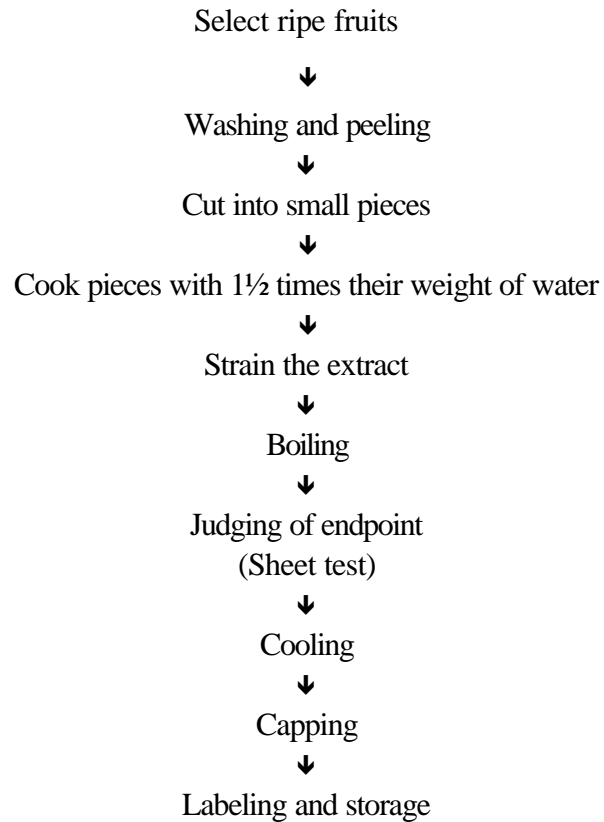 Select ripe fruits
↓
Washing and peeling
↓
Cut into small pieces
↓
Cook pieces with 1½ times their weight of water
↓
Strain the extract
↓
Boiling
↓
Judging of endpoint
(Sheet test)
↓
Cooling
↓
Capping
↓
Labeling and storage